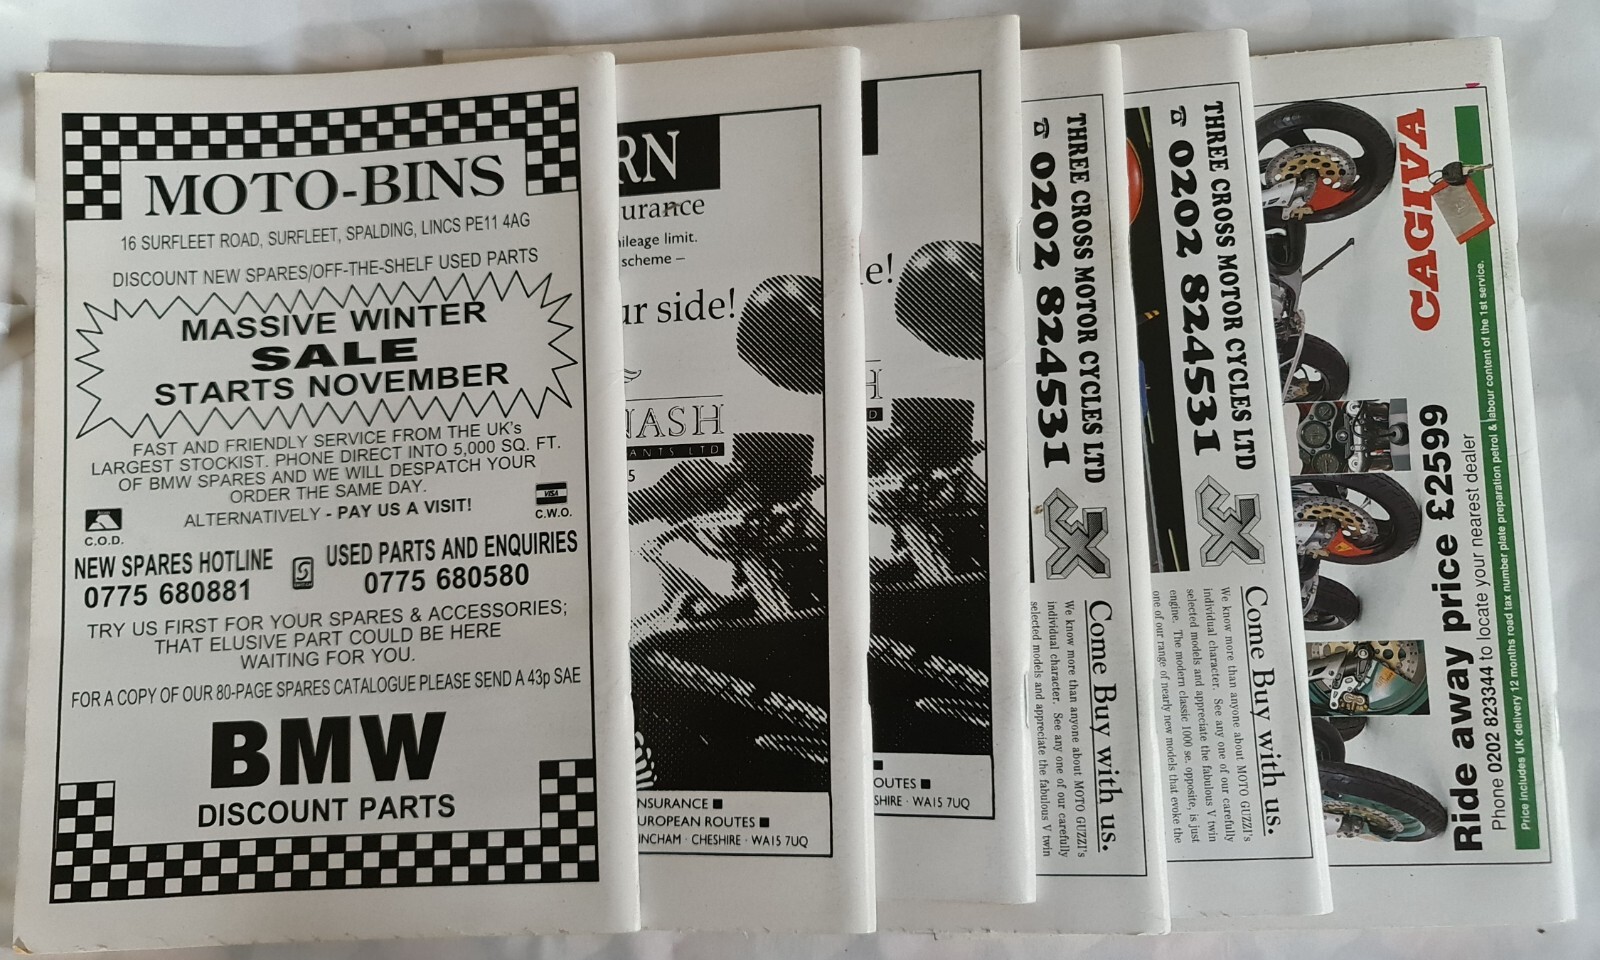 MOTO-BINS
16 SURFLEET ROAD, SURFLEET, SPALDING, LINCS PE11 4AG
DISCOUNT NEW SPARES/OFF-THE-SHELF USED PARTS
MASSIVE WINTER
SALE
STARTS NOVEMBER
FAST AND FRIENDLY SERVICE FROM THE UK's
LARGEST STOCKIST. PHONE DIRECT INTO 5,000 SQ. FT.
OF BMW SPARES AND WE WILL DESPATCH YOUR
ORDER THE SAME DAY.
ALTERNATIVELY - PAY US A VISIT!
C.O.D.
VISA
C.W.O.
NEW SPARES HOTLINE
0775 680881
USED PARTS AND ENQUIRIES
0775 680580
TRY US FIRST FOR YOUR SPARES & ACCESSORIES;
THAT ELUSIVE PART COULD BE HERE
WAITING FOR YOU.
FOR A COPY OF OUR 80-PAGE SPARES CATALOGUE PLEASE SEND A 43p SAE
BMW
DISCOUNT PARTS
RN
urance
ileage limit.
scheme –
ur side!
NASH
ANTS LTD
5
NSURANCE ■
UROPEAN ROUTES ■
INCHAM · CHESHIRE · WA15 7UQ
e!
H
D
OUTES ■
SHIRE · WA15 7UQ
THREE CROSS MOTOR CYCLES LTD
☎ 0202 824531
3X
Come Buy with us.
We know more than anyone about MOTO GUZZI's
individual character. See any one of our carefully
selected models and appreciate the fabulous V twin
THREE CROSS MOTOR CYCLES LTD
☎ 0202 824531
3X
Come Buy with us.
We know more than anyone about MOTO GUZZI's
individual character. See any one of our carefully
selected models and appreciate the fabulous V twin
engine. The modern classic 1000 se, opposite, is just
one of our range of nearly new models that evoke the
CAGIVA
Ride away price £2599
Phone 0202 823344 to locate your nearest dealer
Price includes UK delivery 12 months road tax number plate preparation petrol & labour content of the 1st service.